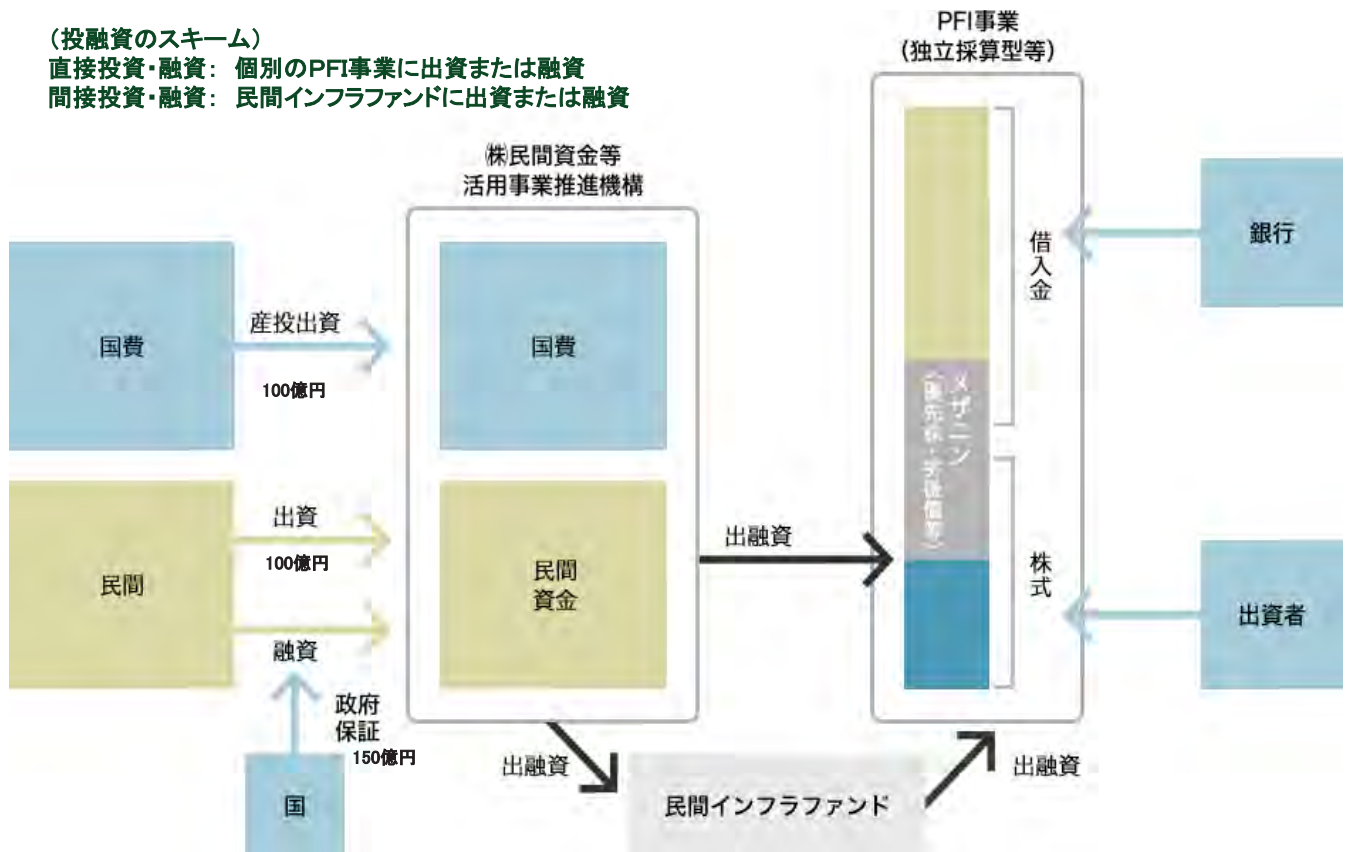 (投融資のスキーム)
直接投資・融資: 個別のPFI事業に出資または融資
間接投資・融資: 民間インフラファンドに出資または融資
PFI事業
(独立採算型等)
㈱民間資金等
活用事業推進機構
国費
産投出資
100億円
国費
民間
出資
100億円
融資
政府
保証
150億円
国
民間
資金
出融資
出融資
民間インフラファンド
出融資
借入金
メザニン
(優先株・劣後債等)
株式
銀行
出資者